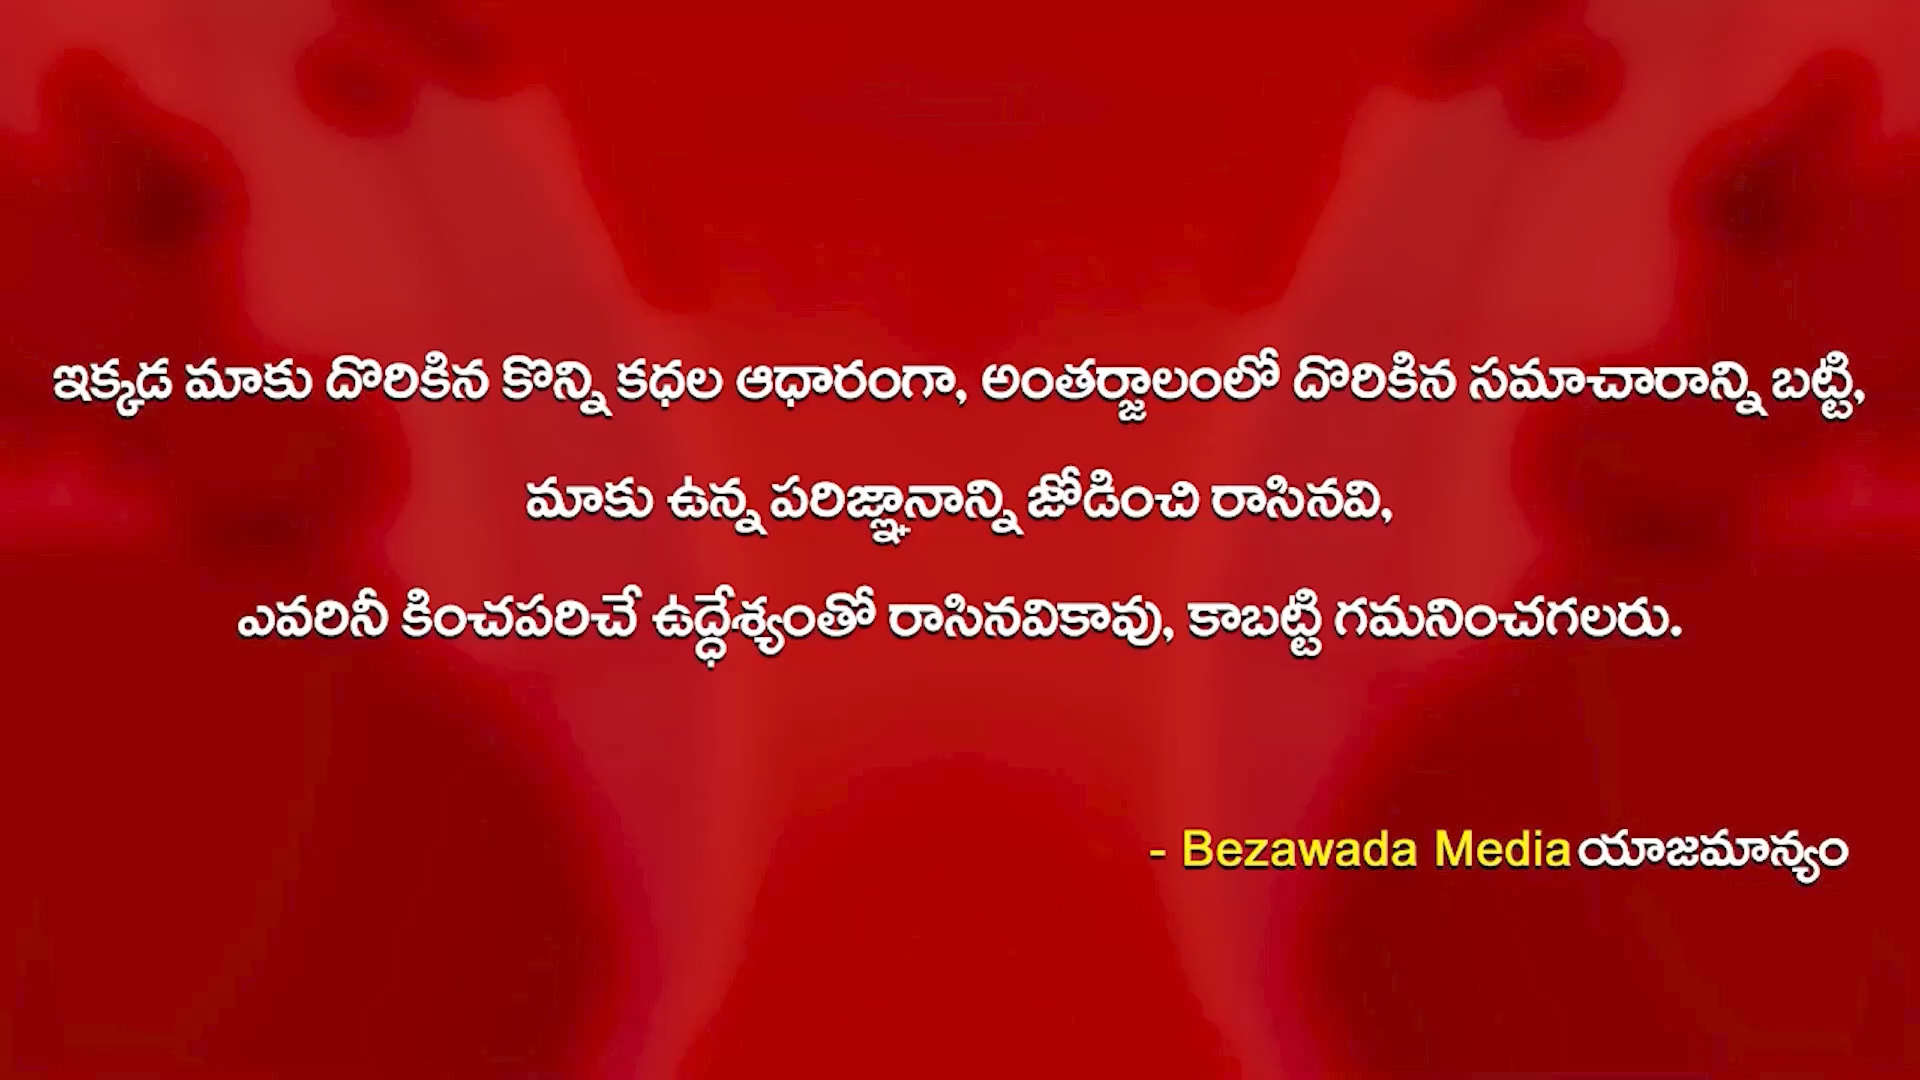 ఇక్కడ మాకు దొరికిన కొన్ని కధల ఆధారంగా, అంతర్జాలంలో దొరికిన సమాచారాన్ని బట్టి,
మాకు ఉన్న పరిజ్ఞానాన్ని జోడించి రాసినవి,
ఎవరినీ కించపరిచే ఉద్ధేశ్యంతో రాసినవికావు, కాబట్టి గమనించగలరు.
- Bezawada Media యాజమాన్యం